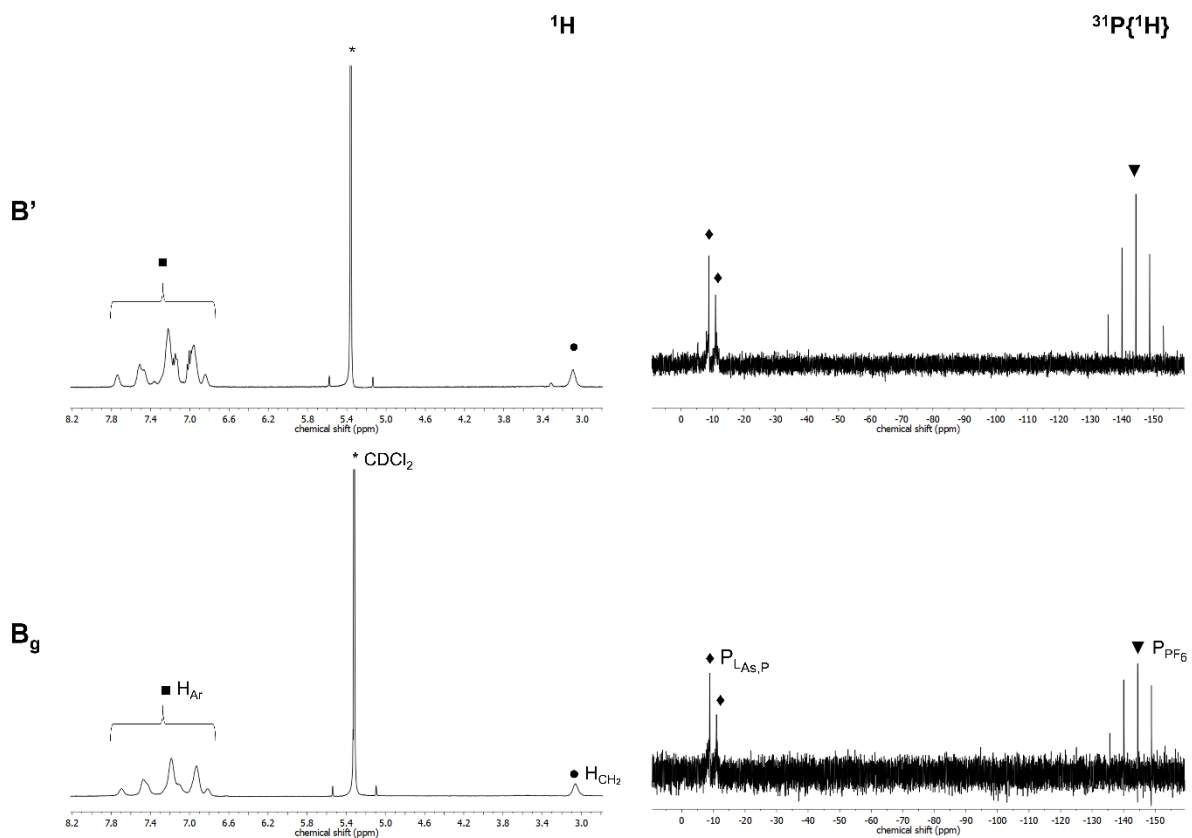 ¹H
³¹P{¹H}
*
B’
8.2 7.8 7.4 7.0 6.6 6.2 5.8 5.4 5.0 4.6 4.2 3.8 3.4 3.0
chemical shift (ppm)
0 -10 -20 -30 -40 -50 -60 -70 -80 -90 -100 -110 -120 -130 -140 -150
chemical shift (ppm)
* CDCl₂
B_g
H_Ar
H_CH₂
P_L_As,P
P_PF₆
8.2 7.8 7.4 7.0 6.6 6.2 5.8 5.4 5.0 4.6 4.2 3.8 3.4 3.0
chemical shift (ppm)
0 -10 -20 -30 -40 -50 -60 -70 -80 -90 -100 -110 -120 -130 -140 -150
chemical shift (ppm)